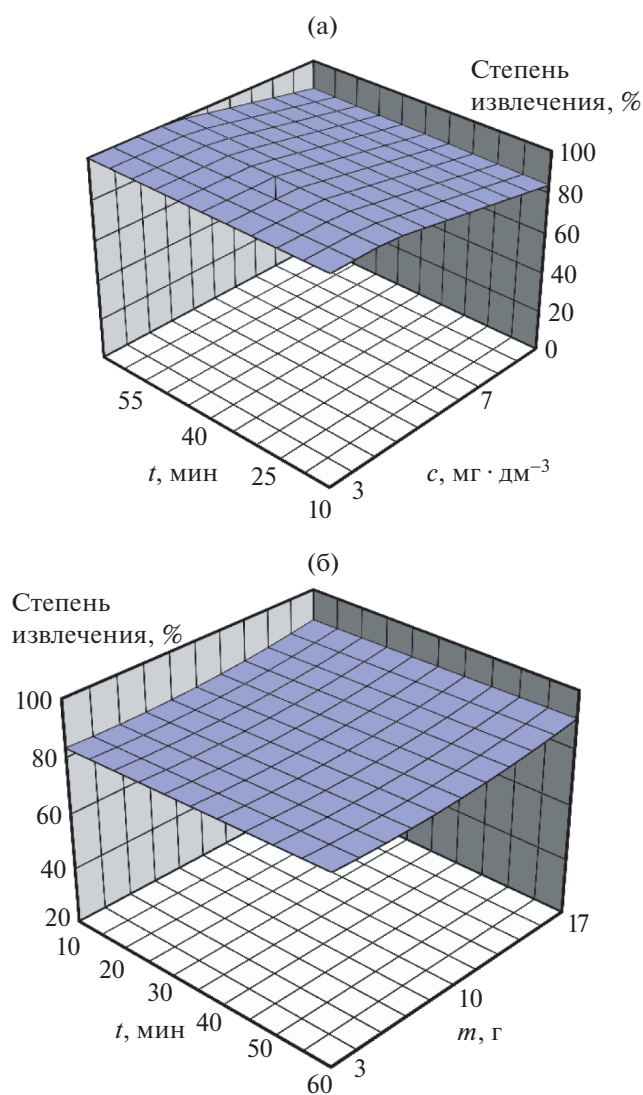 (а)
Степень
извлечения, %
100
80
60
40
20
0
7
3
55
40
25
10
t, мин
c, мг · дм⁻³
(б)
Степень
извлечения, %
100
80
60
40
20
10
20
30
40
50
60
t, мин
17
10
3
m, г